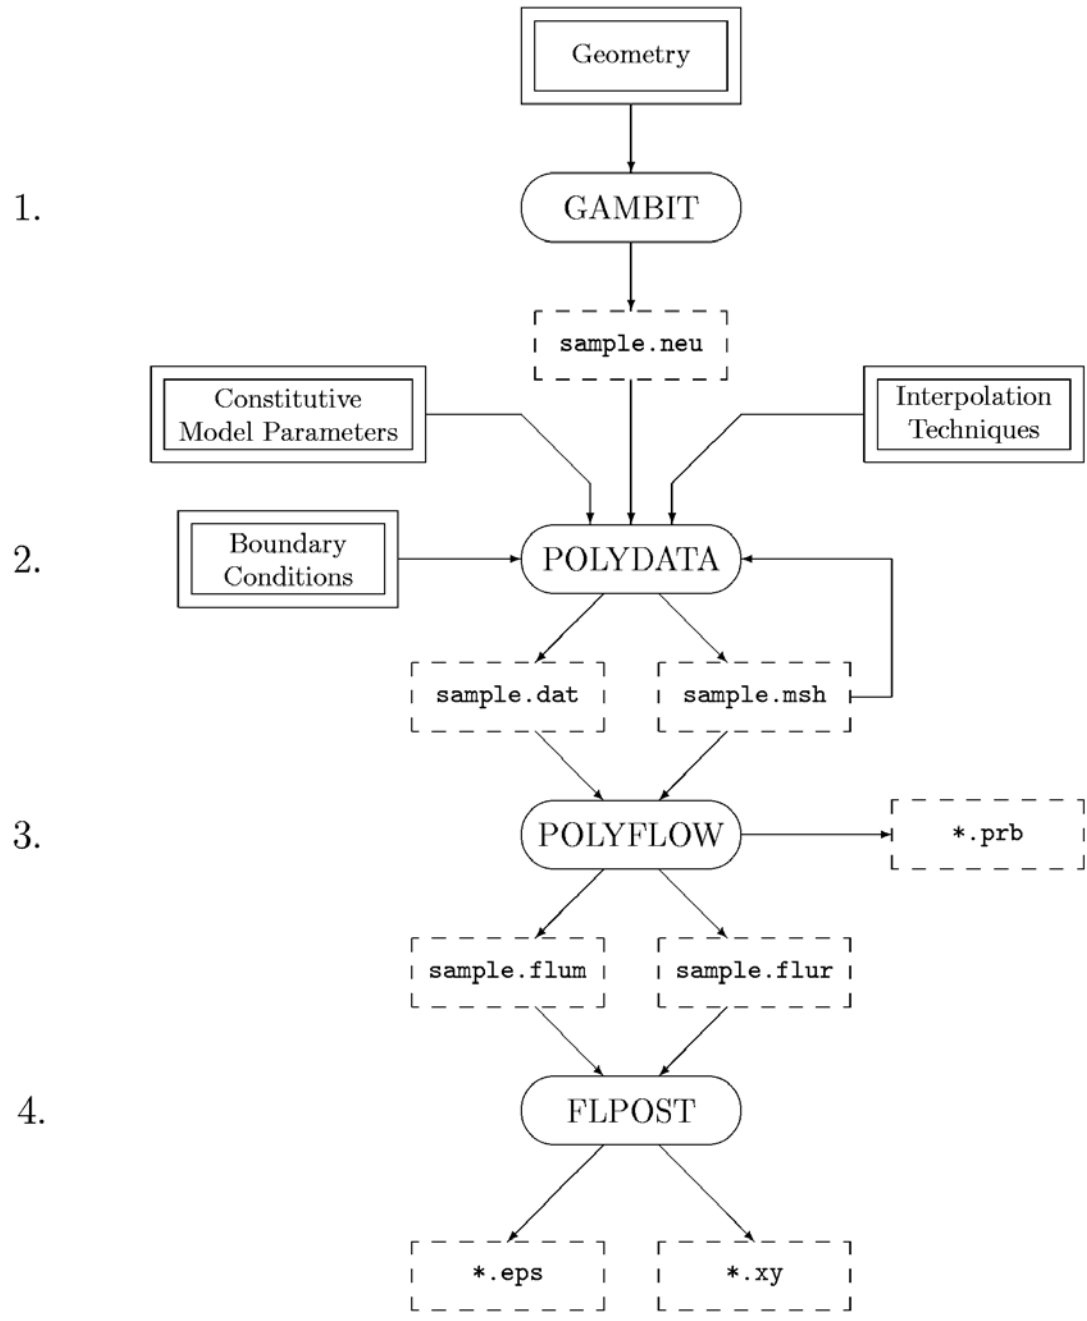 Geometry
1.
GAMBIT
sample.neu
Constitutive
Model Parameters
Interpolation
Techniques
Boundary
Conditions
2.
POLYDATA
sample.dat
sample.msh
3.
POLYFLOW
*.prb
sample.flum
sample.flur
4.
FLPOST
*.eps
*.xy